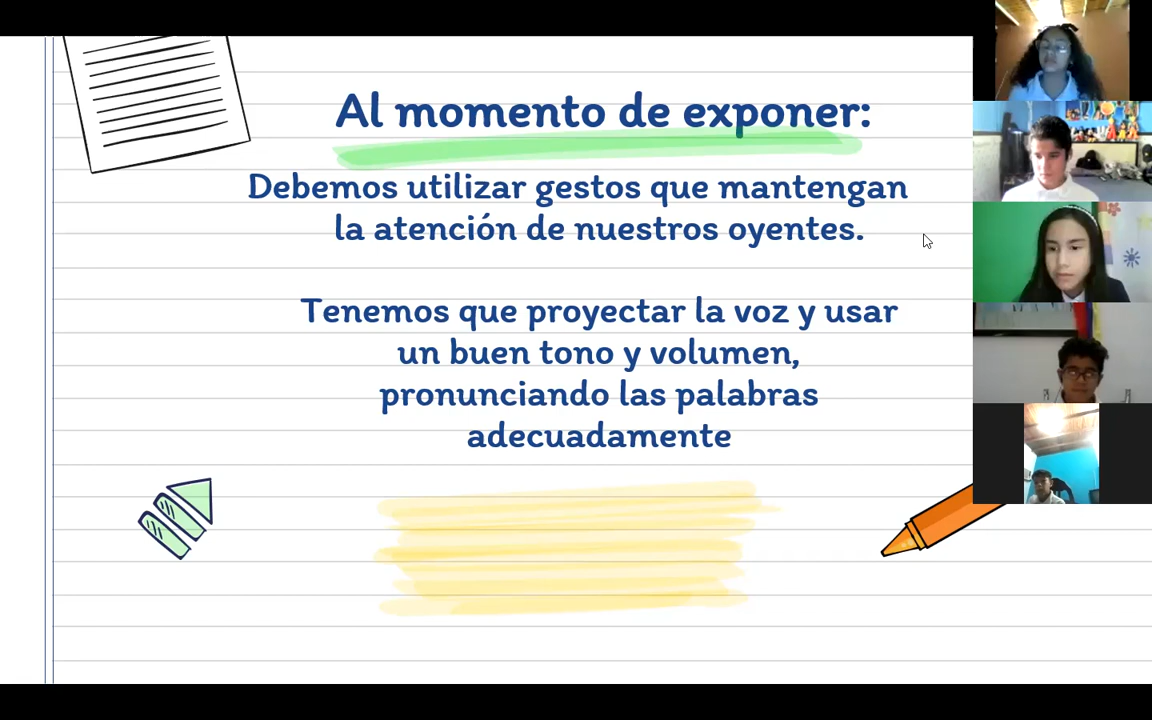 Al momento de exponer:
Debemos utilizar gestos que mantengan
la atención de nuestros oyentes.
Tenemos que proyectar la voz y usar
un buen tono y volumen,
pronunciando las palabras
adecuadamente